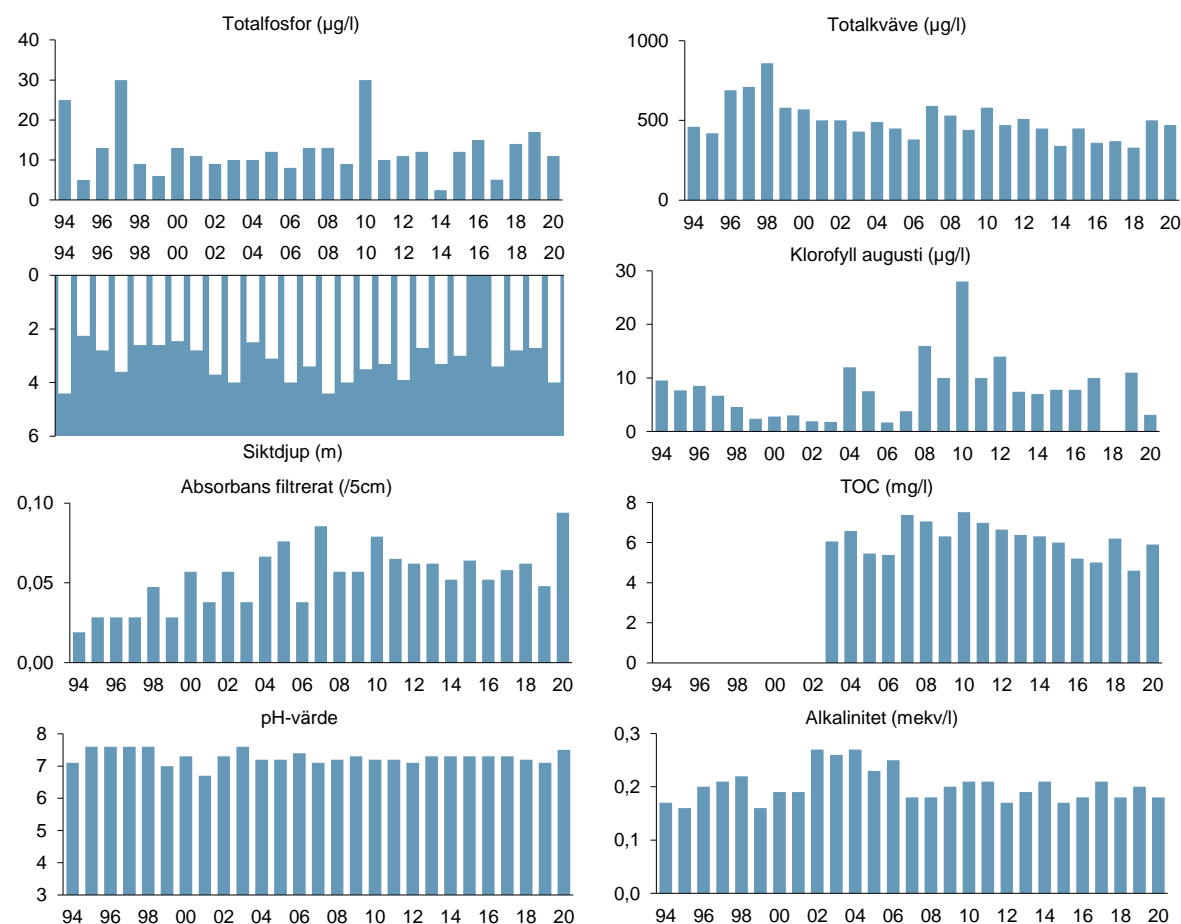 Totalfosfor (µg/l)
40
30
20
10
0
94 96 98 00 02 04 06 08 10 12 14 16 18 20
Totalkväve (µg/l)
1000
500
0
94 96 98 00 02 04 06 08 10 12 14 16 18 20
94 96 98 00 02 04 06 08 10 12 14 16 18 20
0
2
4
6
Siktdjup (m)
Klorofyll augusti (µg/l)
30
20
10
0
94 96 98 00 02 04 06 08 10 12 14 16 18 20
Absorbans filtrerat (/5cm)
0,10
0,05
0,00
94 96 98 00 02 04 06 08 10 12 14 16 18 20
TOC (mg/l)
8
6
4
2
0
94 96 98 00 02 04 06 08 10 12 14 16 18 20
pH-värde
8
7
6
5
4
3
94 96 98 00 02 04 06 08 10 12 14 16 18 20
Alkalinitet (mekv/l)
0,3
0,2
0,1
0,0
94 96 98 00 02 04 06 08 10 12 14 16 18 20